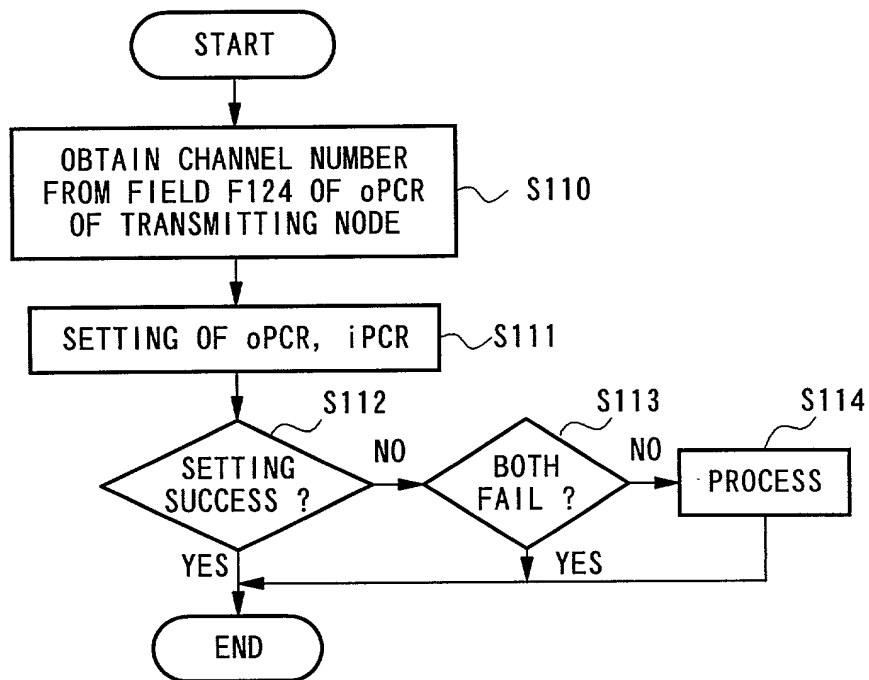 START
OBTAIN CHANNEL NUMBER
FROM FIELD F124 OF oPCR
OF TRANSMITTING NODE
S110
SETTING OF oPCR, iPCR
S111
S112
SETTING
SUCCESS ?
NO
YES
S113
BOTH
FAIL ?
NO
YES
S114
PROCESS
END